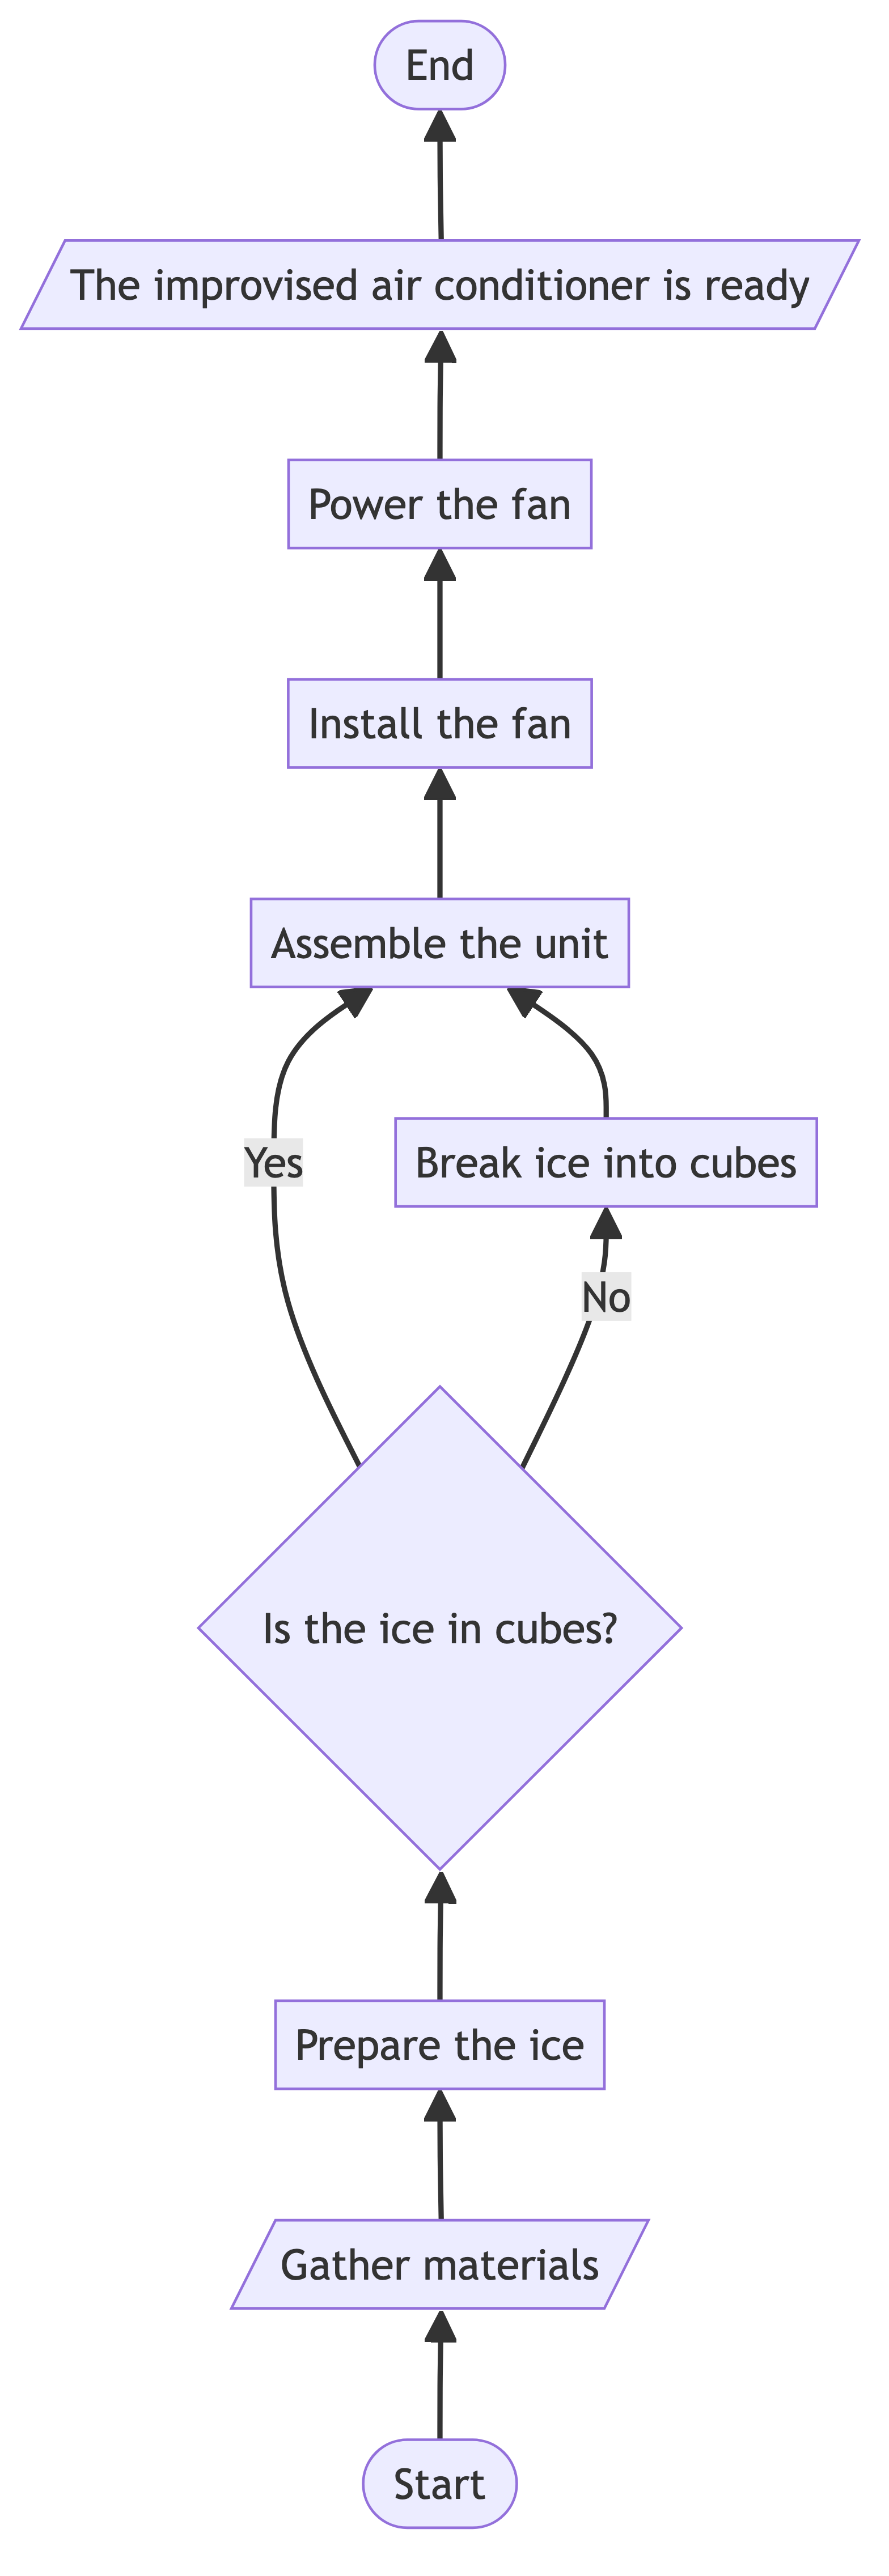 End
The improvised air conditioner is ready
Power the fan
Install the fan
Assemble the unit
Yes
Break ice into cubes
No
Is the ice in cubes?
Prepare the ice
Gather materials
Start